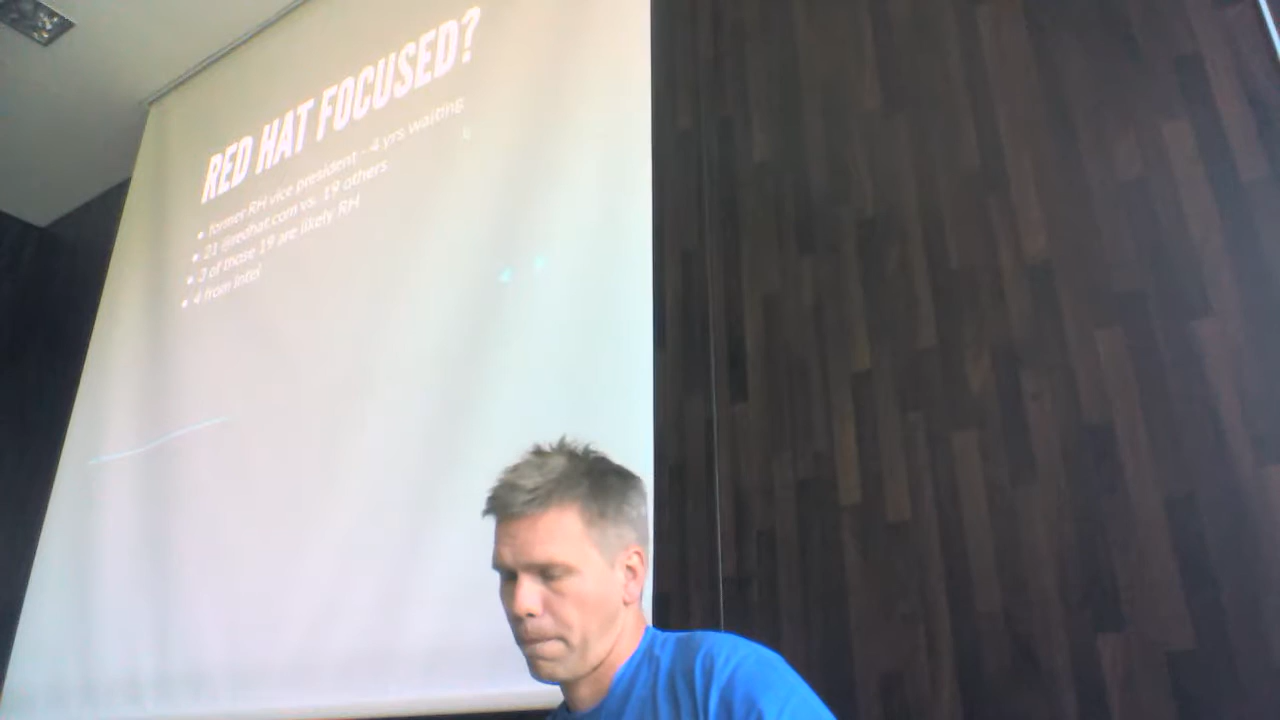 RED HAT FOCUSED?
• former RH vice president - 4 yrs waiting
• 21 @redhat.com vs. 19 others
• 3 of those 19 are likely RH
• 4 from Intel